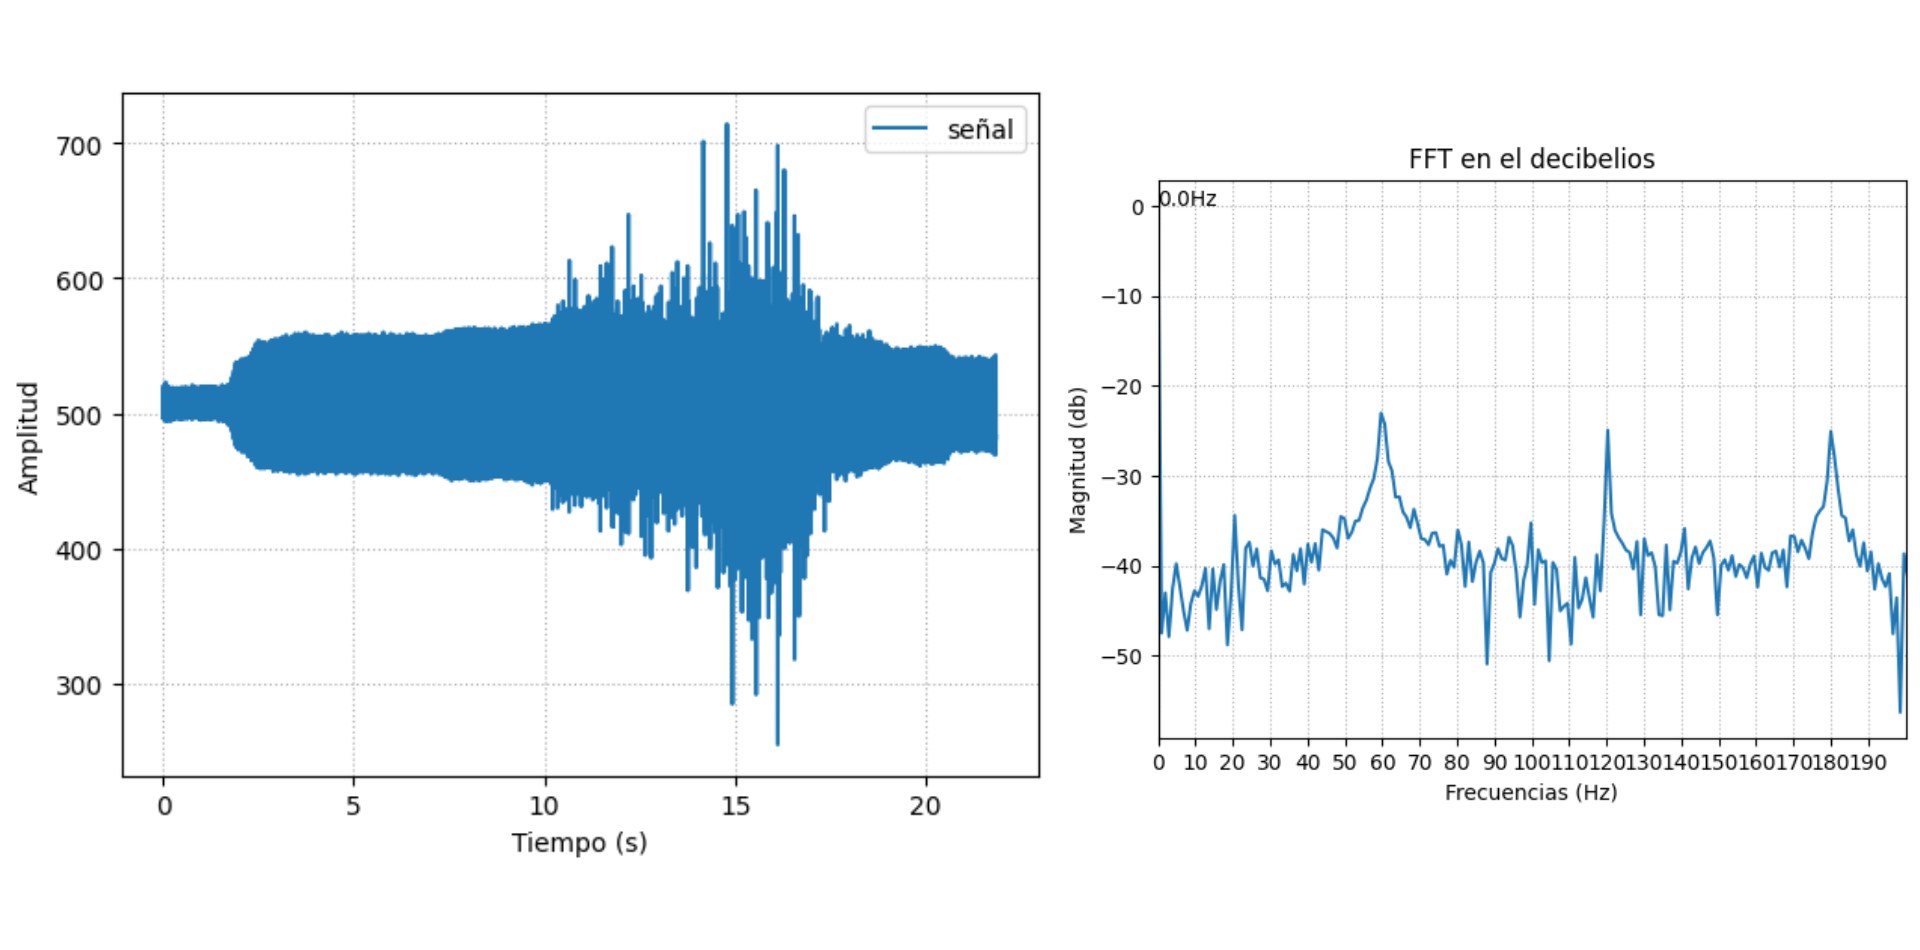 señal
700
600
500
400
300
Amplitud
0 5 10 15 20
Tiempo (s)
FFT en el decibelios
0.0Hz
0
−10
−20
−30
−40
−50
Magnitud (db)
0 10 20 30 40 50 60 70 80 90 100110120130140150160170180190
Frecuencias (Hz)